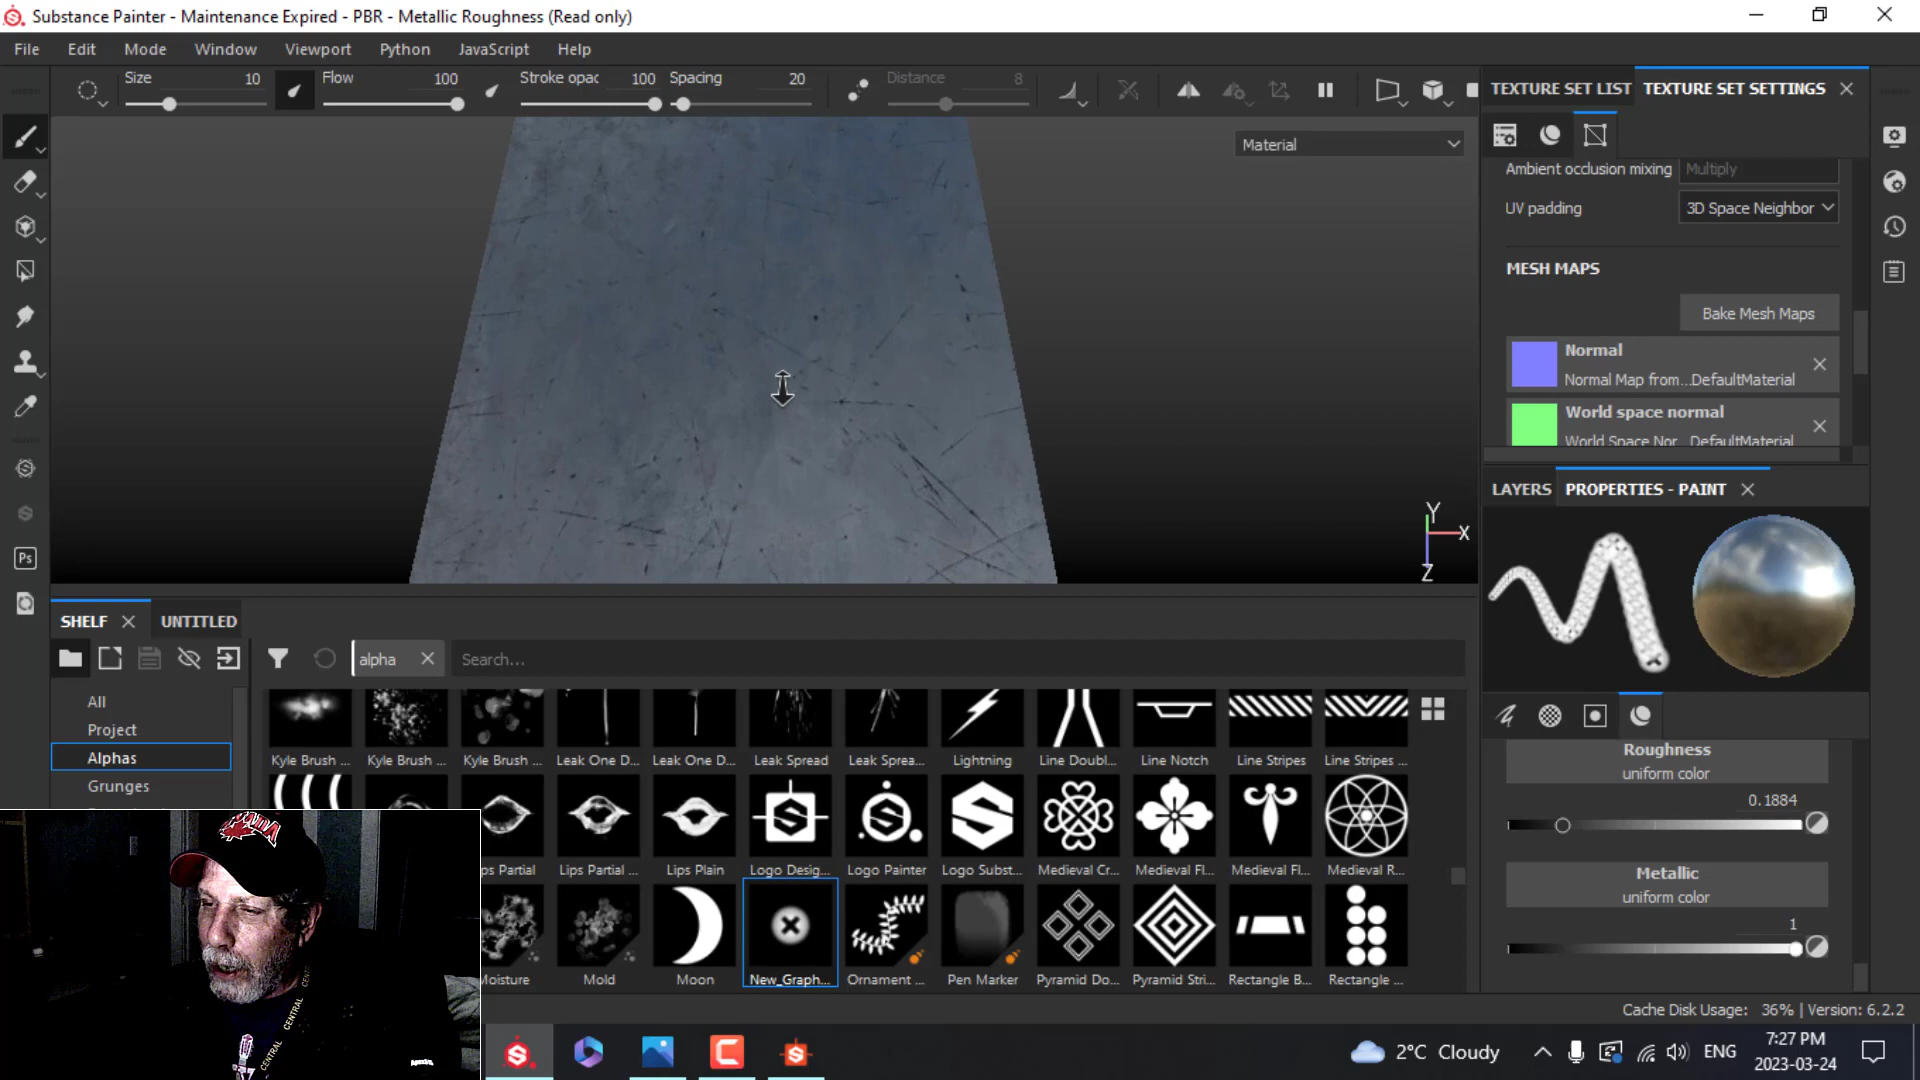 Substance Painter - Maintenance Expired - PBR - Metallic Roughness (Read only)
File Edit Mode Window Viewport Python JavaScript Help
Size 10 Flow 100 Stroke opac 100 Spacing 20 Distance 8
TEXTURE SET LIST TEXTURE SET SETTINGS
Material
Ambient occlusion mixing Multiply
UV padding 3D Space Neighbor
MESH MAPS
Bake Mesh Maps
Normal
Normal Map from...DefaultMaterial
World space normal
World Space Nor...DefaultMaterial
LAYERS PROPERTIES - PAINT
Y
X
Z
Ps
SHELF UNTITLED
alpha Search...
All
Project
Alphas
Grunges
Kyle Brush ... Kyle Brush ... Kyle Brush ... Leak One D... Leak One D... Leak Spread Leak Sprea... Lightning Line Doubl... Line Notch Line Stripes Line Stripes ...
Lips Partial ... Lips Plain Logo Desig... Logo Painter Logo Subst... Medieval Cr... Medieval Fl... Medieval Fl... Medieval R...
Moisture Mold Moon New_Graph... Ornament ... Pen Marker Pyramid Do... Pyramid Stri... Rectangle B... Rectangle ...
Roughness
uniform color
0.1884
Metallic
uniform color
1
Cache Disk Usage: 36% | Version: 6.2.2
CENTRAL
CENTRAL
2°C Cloudy
ENG
7:27 PM
2023-03-24